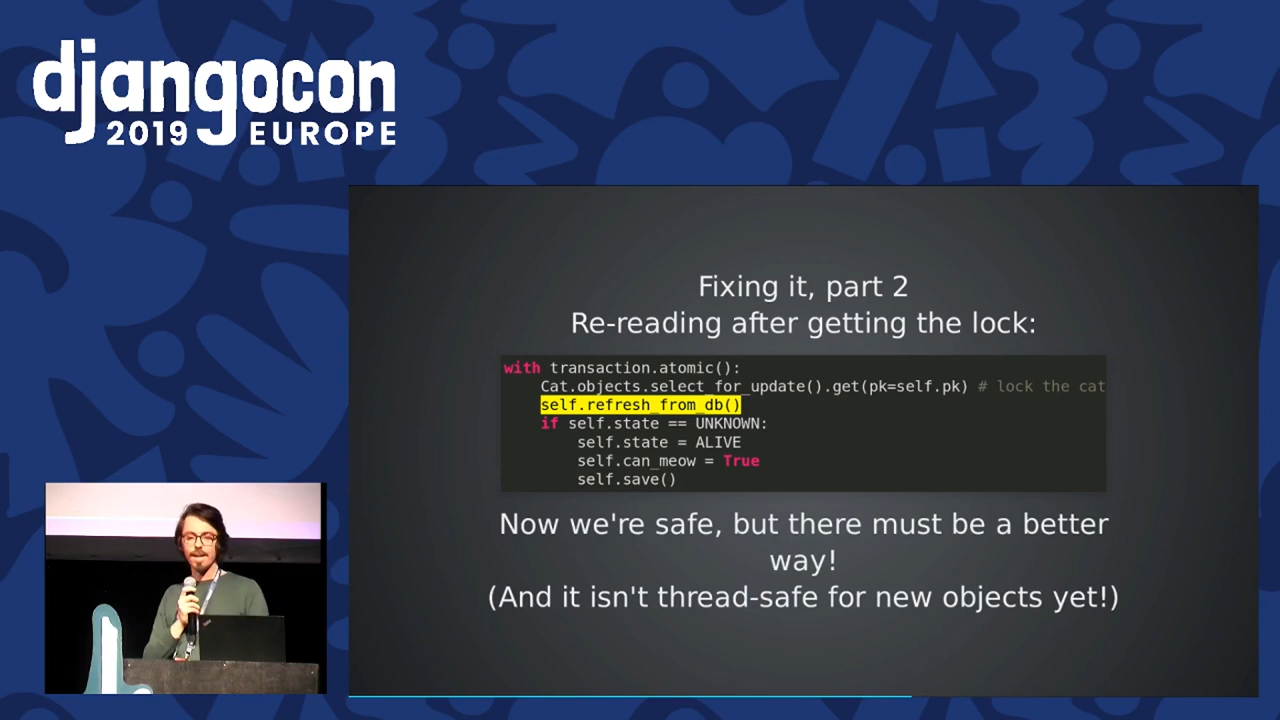 djangocon
2019 EUROPE
Fixing it, part 2
Re-reading after getting the lock:
with transaction.atomic():
    Cat.objects.select_for_update().get(pk=self.pk) # lock the cat
    self.refresh_from_db()
    if self.state == UNKNOWN:
        self.state = ALIVE
        self.can_meow = True
        self.save()
Now we're safe, but there must be a better
way!
(And it isn't thread-safe for new objects yet!)